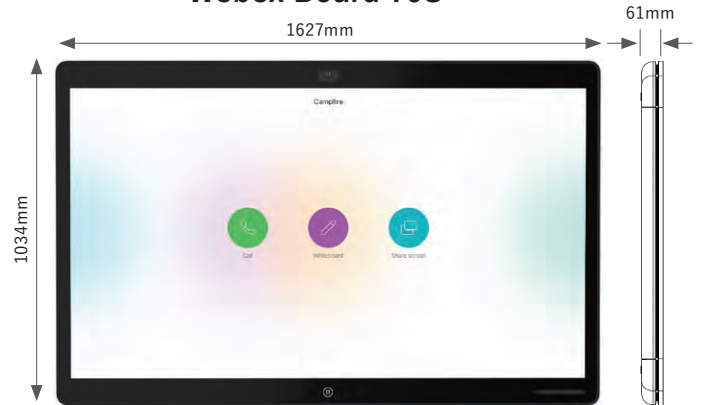 Webex Board 70S
1627mm
61mm
1034mm
Campfire
Call
Whiteboard
Share screen